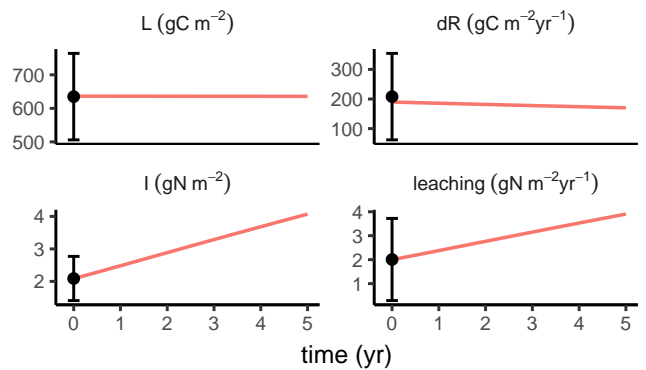 L (gC m⁻²)
700
600
500
dR (gC m⁻²yr⁻¹)
300
200
100
I (gN m⁻²)
4
3
2
0 1 2 3 4 5
leaching (gN m⁻²yr⁻¹)
4
3
2
1
0 1 2 3 4 5
time (yr)